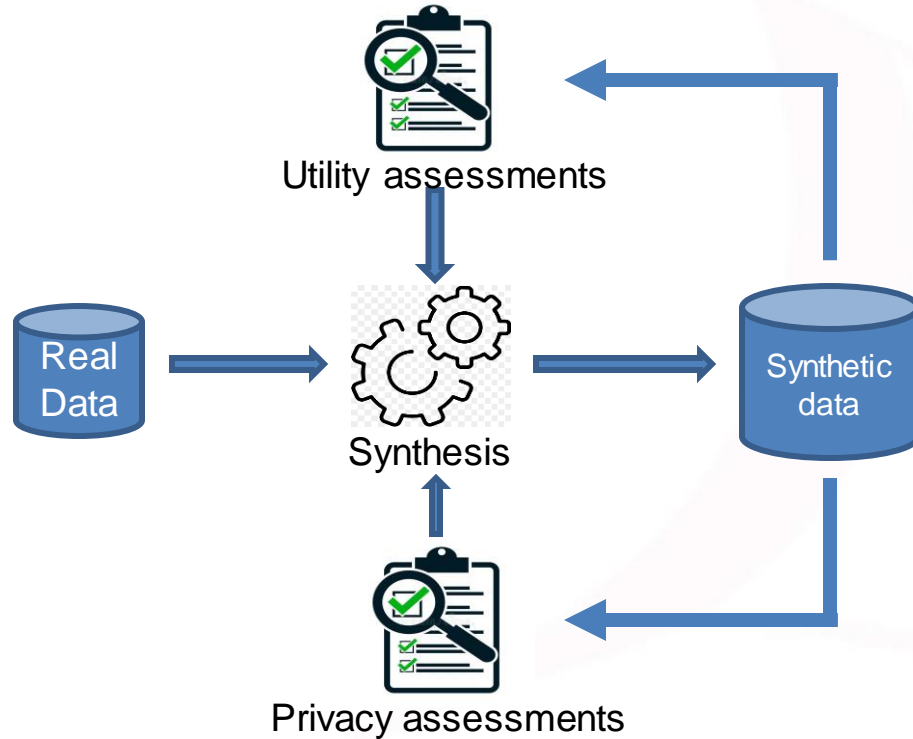 Utility assessments
Real
Data
Synthetic
data
Synthesis
Privacy assessments